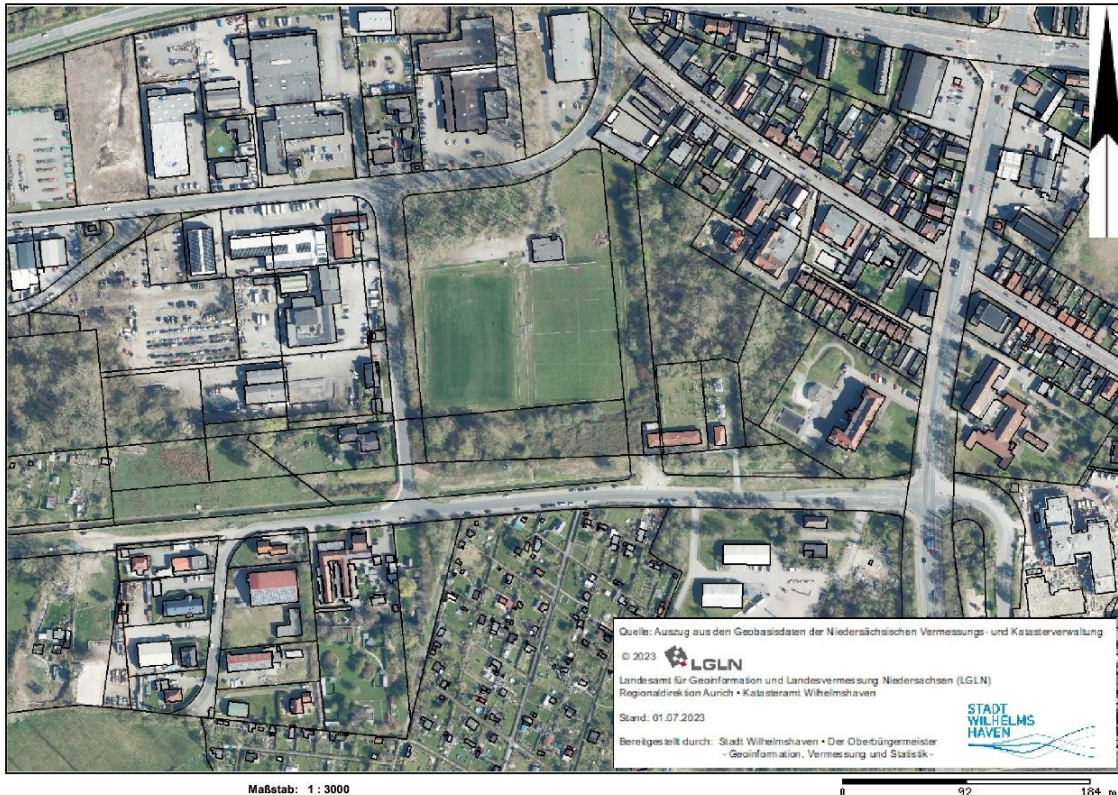 Quelle: Auszug aus den Geobasisdaten der Niedersächsischen Vermessungs- und Katasterverwaltung
© 2023 LGLN
Landesamt für Geoinformation und Landesvermessung Niedersachsen (LGLN)
Regionaldirektion Aurich • Katasteramt Wilhelmshaven
Stand: 01.07.2023
Bereitgestellt durch: Stadt Wilhelmshaven • Der Oberbürgermeister
- Geoinformation, Vermessung und Statistik -
STADT
WILHELMS
HAVEN
Maßstab: 1 : 3000
0 92 184 m